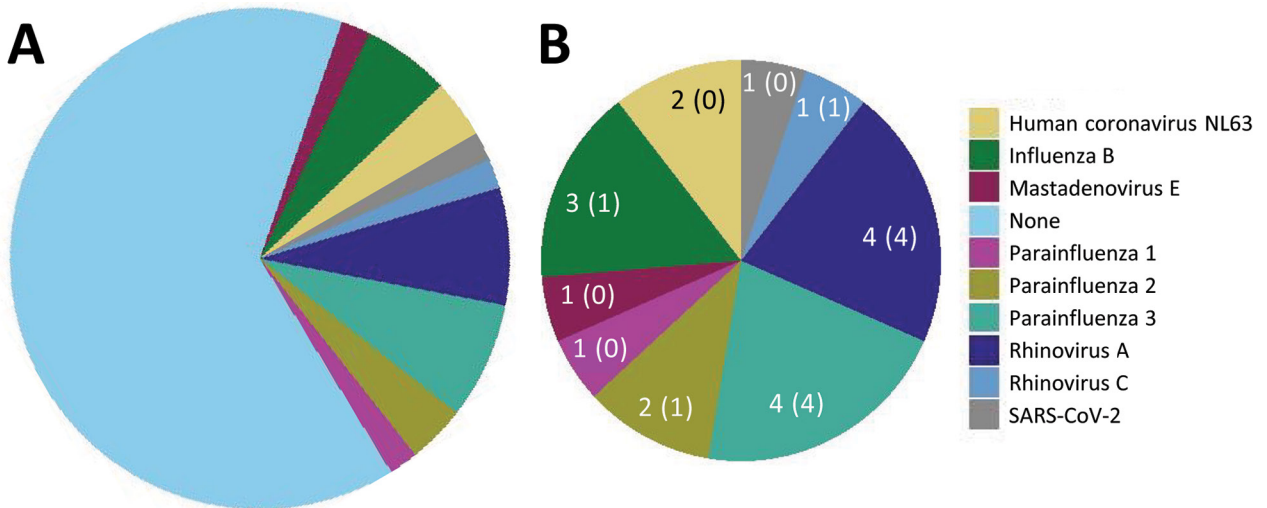 A
B
1 (0)
1 (1)
2 (0)
4 (4)
3 (1)
1 (0)
1 (0)
2 (1)
4 (4)
Human coronavirus NL63
Influenza B
Mastadenovirus E
None
Parainfluenza 1
Parainfluenza 2
Parainfluenza 3
Rhinovirus A
Rhinovirus C
SARS-CoV-2